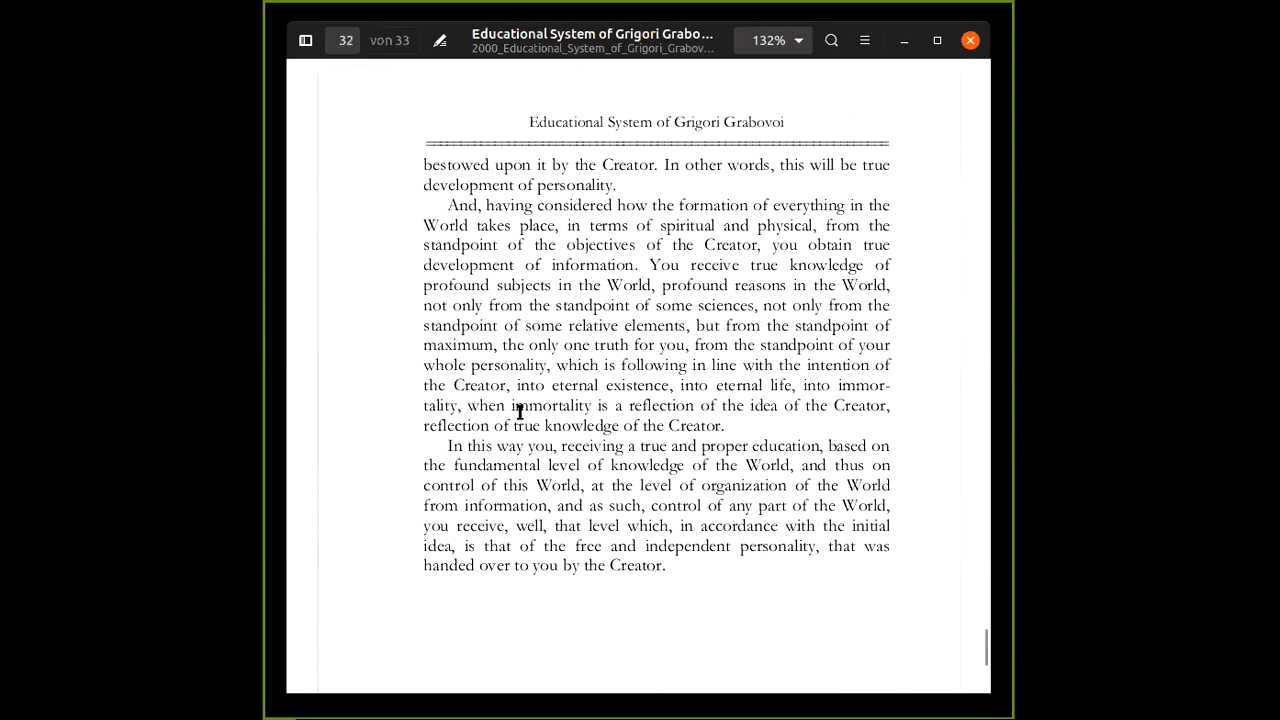 32 von 33
Educational System of Grigori Grabo...
2000_Educational_System_of_Grigori_Grabov...
132%
Educational System of Grigori Grabovoi
bestowed upon it by the Creator. In other words, this will be true
development of personality.
And, having considered how the formation of everything in the
World takes place, in terms of spiritual and physical, from the
standpoint of the objectives of the Creator, you obtain true
development of information. You receive true knowledge of
profound subjects in the World, profound reasons in the World,
not only from the standpoint of some sciences, not only from the
standpoint of some relative elements, but from the standpoint of
maximum, the only one truth for you, from the standpoint of your
whole personality, which is following in line with the intention of
the Creator, into eternal existence, into eternal life, into immor-
tality, when immortality is a reflection of the idea of the Creator,
reflection of true knowledge of the Creator.
In this way you, receiving a true and proper education, based on
the fundamental level of knowledge of the World, and thus on
control of this World, at the level of organization of the World
from information, and as such, control of any part of the World,
you receive, well, that level which, in accordance with the initial
idea, is that of the free and independent personality, that was
handed over to you by the Creator.